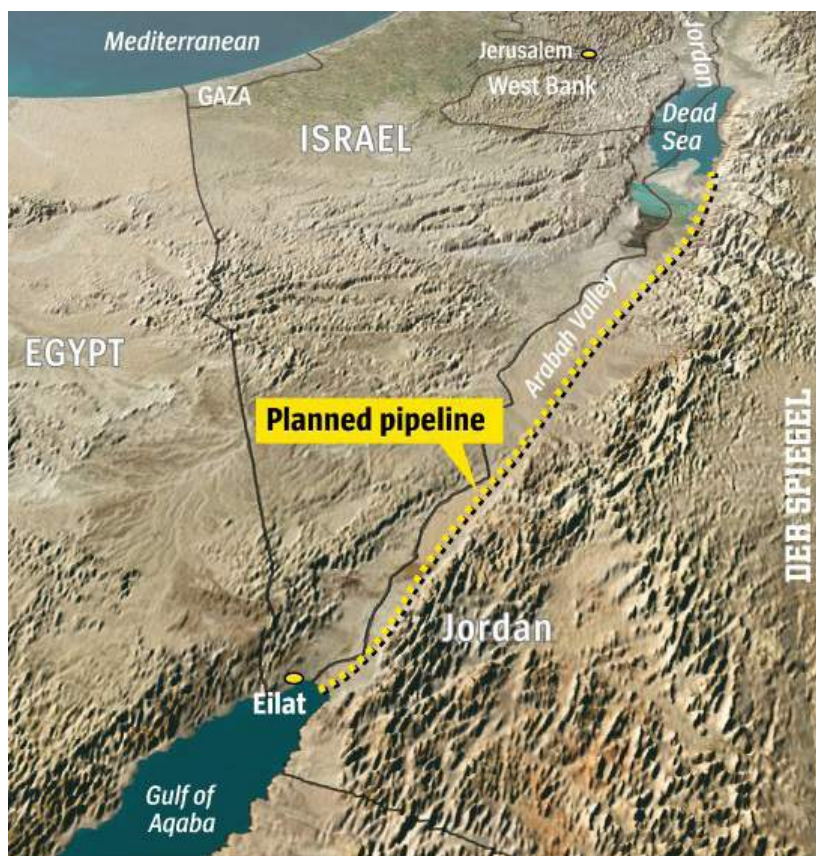 Mediterranean
Jordan
Jerusalem
West Bank
GAZA
Dead
Sea
ISRAEL
Arabah Valley
EGYPT
Planned pipeline
DER SPIEGEL
Jordan
Eilat
Gulf of
Aqaba